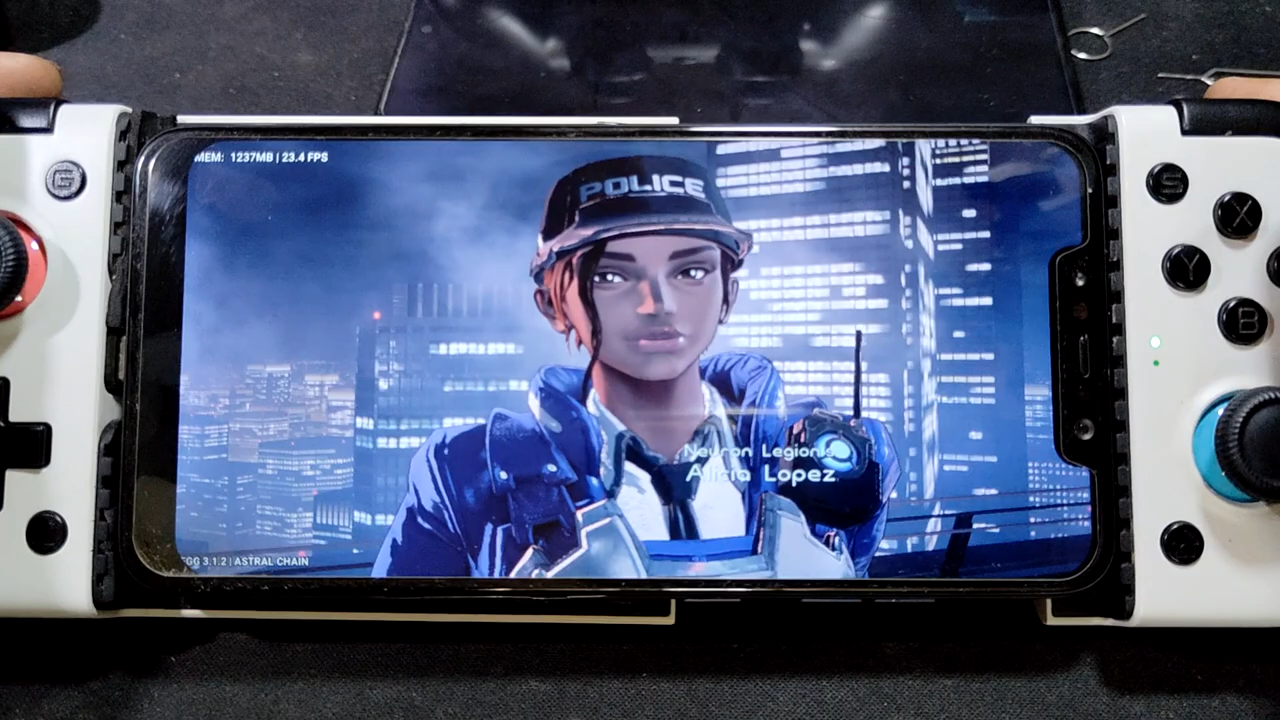 MEM: 1237MB | 23.4 FPS
POLICE
Neuron Legionis
Alicia Lopez
EGG 3.1.2 | ASTRAL CHAIN
G
S
X
Y
B